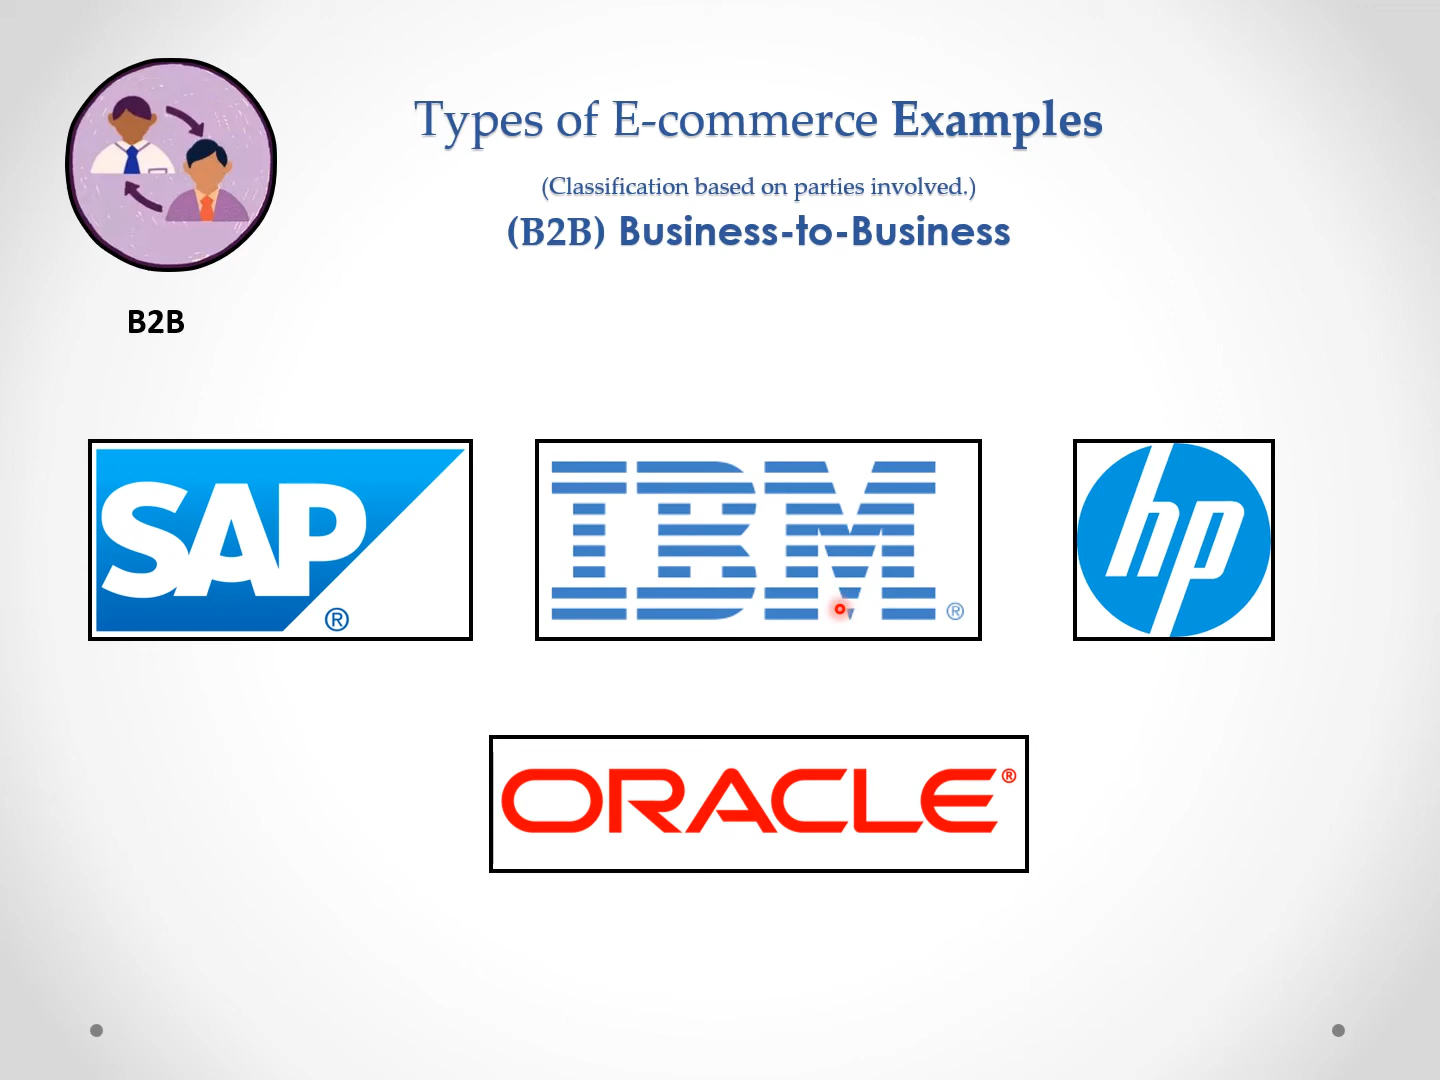 Types of E-commerce Examples
(Classification based on parties involved.)
(B2B) Business-to-Business
B2B
SAP ®
IBM ®
hp
ORACLE ®